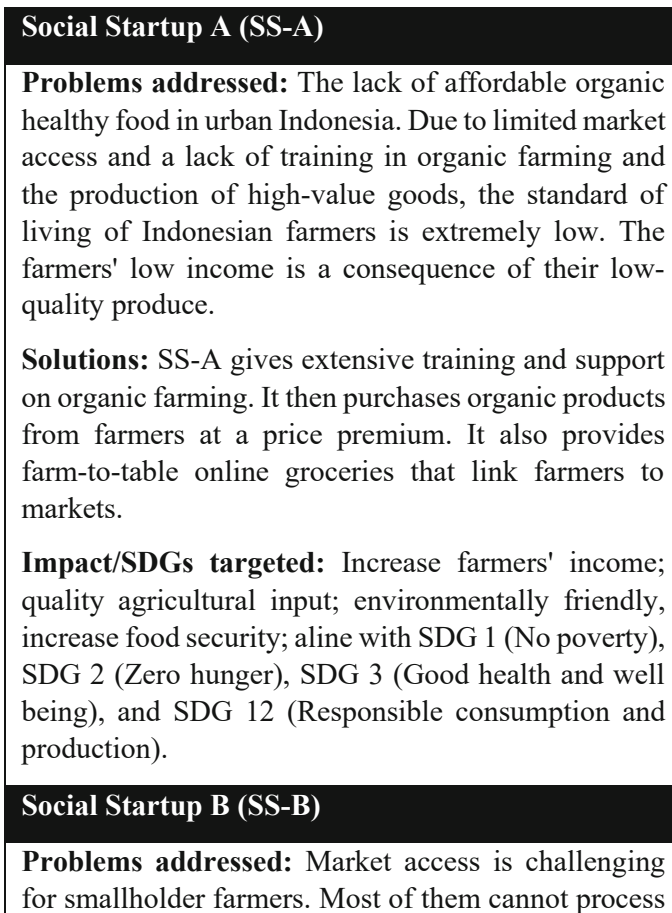 Social Startup A (SS-A)
Problems addressed: The lack of affordable organic
healthy food in urban Indonesia. Due to limited market
access and a lack of training in organic farming and
the production of high-value goods, the standard of
living of Indonesian farmers is extremely low. The
farmers' low income is a consequence of their low-
quality produce.
Solutions: SS-A gives extensive training and support
on organic farming. It then purchases organic products
from farmers at a price premium. It also provides
farm-to-table online groceries that link farmers to
markets.
Impact/SDGs targeted: Increase farmers' income;
quality agricultural input; environmentally friendly,
increase food security; aline with SDG 1 (No poverty),
SDG 2 (Zero hunger), SDG 3 (Good health and well
being), and SDG 12 (Responsible consumption and
production).
Social Startup B (SS-B)
Problems addressed: Market access is challenging
for smallholder farmers. Most of them cannot process